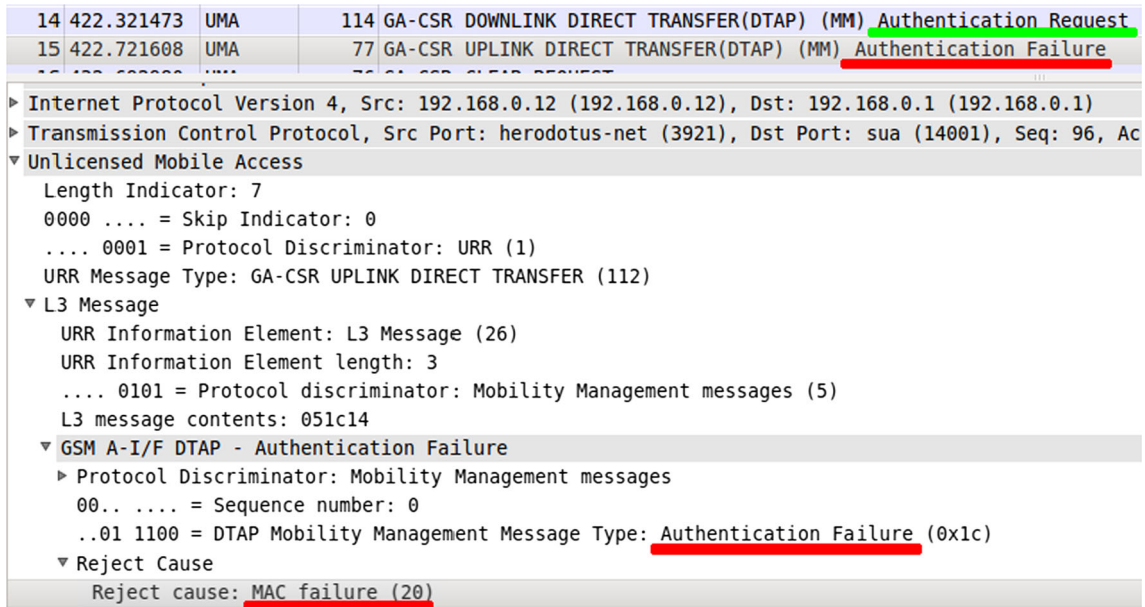 14 422.321473 UMA 114 GA-CSR DOWNLINK DIRECT TRANSFER(DTAP) (MM) Authentication Request
15 422.721608 UMA 77 GA-CSR UPLINK DIRECT TRANSFER(DTAP) (MM) Authentication Failure
Internet Protocol Version 4, Src: 192.168.0.12 (192.168.0.12), Dst: 192.168.0.1 (192.168.0.1)
Transmission Control Protocol, Src Port: herodotus-net (3921), Dst Port: sua (14001), Seq: 96, Ac
Unlicensed Mobile Access
Length Indicator: 7
0000 .... = Skip Indicator: 0
.... 0001 = Protocol Discriminator: URR (1)
URR Message Type: GA-CSR UPLINK DIRECT TRANSFER (112)
L3 Message
URR Information Element: L3 Message (26)
URR Information Element length: 3
.... 0101 = Protocol discriminator: Mobility Management messages (5)
L3 message contents: 051c14
GSM A-I/F DTAP - Authentication Failure
Protocol Discriminator: Mobility Management messages
00.. .... = Sequence number: 0
..01 1100 = DTAP Mobility Management Message Type: Authentication Failure (0x1c)
Reject Cause
Reject cause: MAC failure (20)